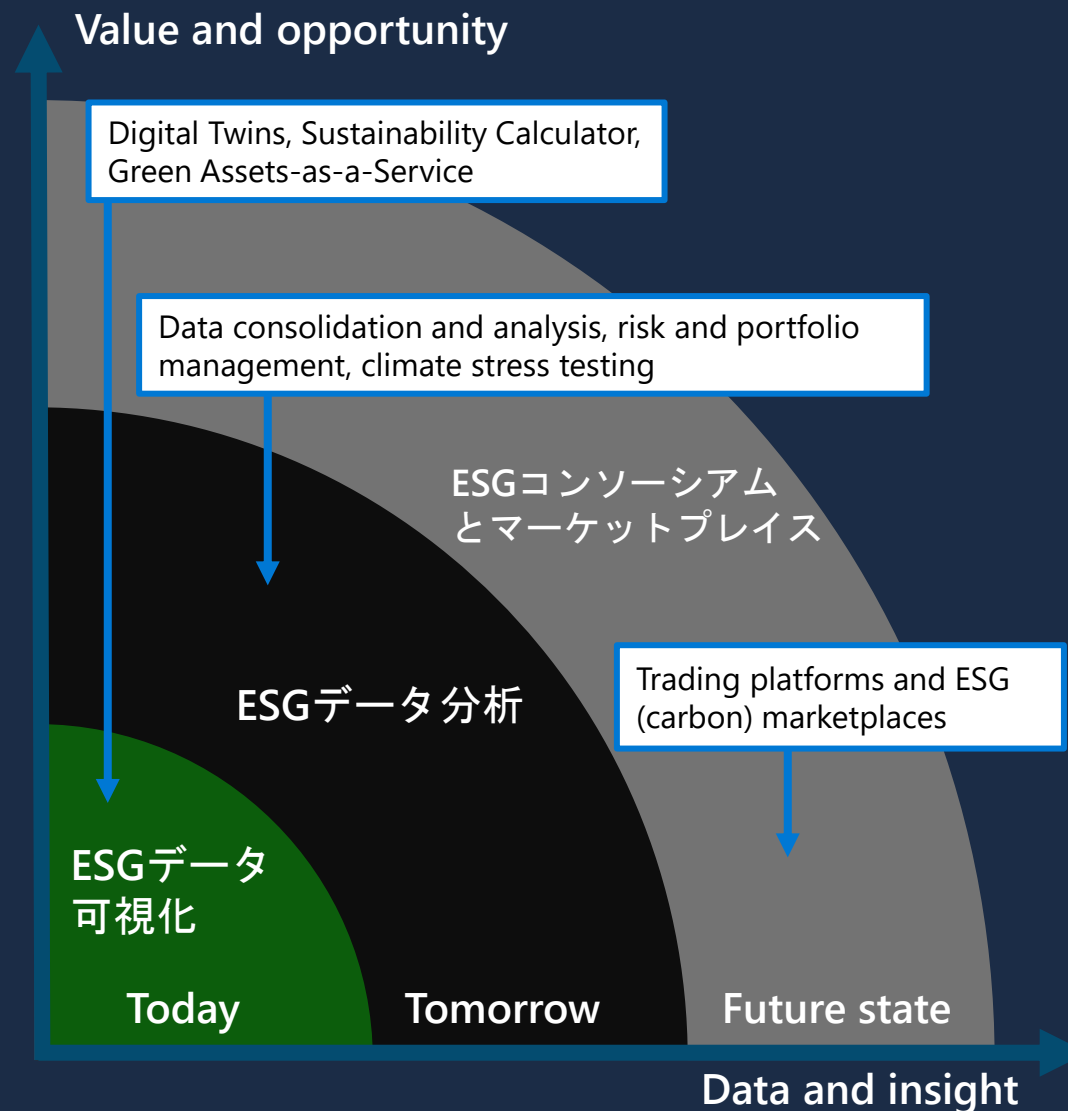 Value and opportunity
Digital Twins, Sustainability Calculator,
Green Assets-as-a-Service
Data consolidation and analysis, risk and portfolio
management, climate stress testing
ESGコンソーシアム
とマーケットプレイス
Trading platforms and ESG
(carbon) marketplaces
ESGデータ分析
ESGデータ
可視化
Today
Tomorrow
Future state
Data and insight